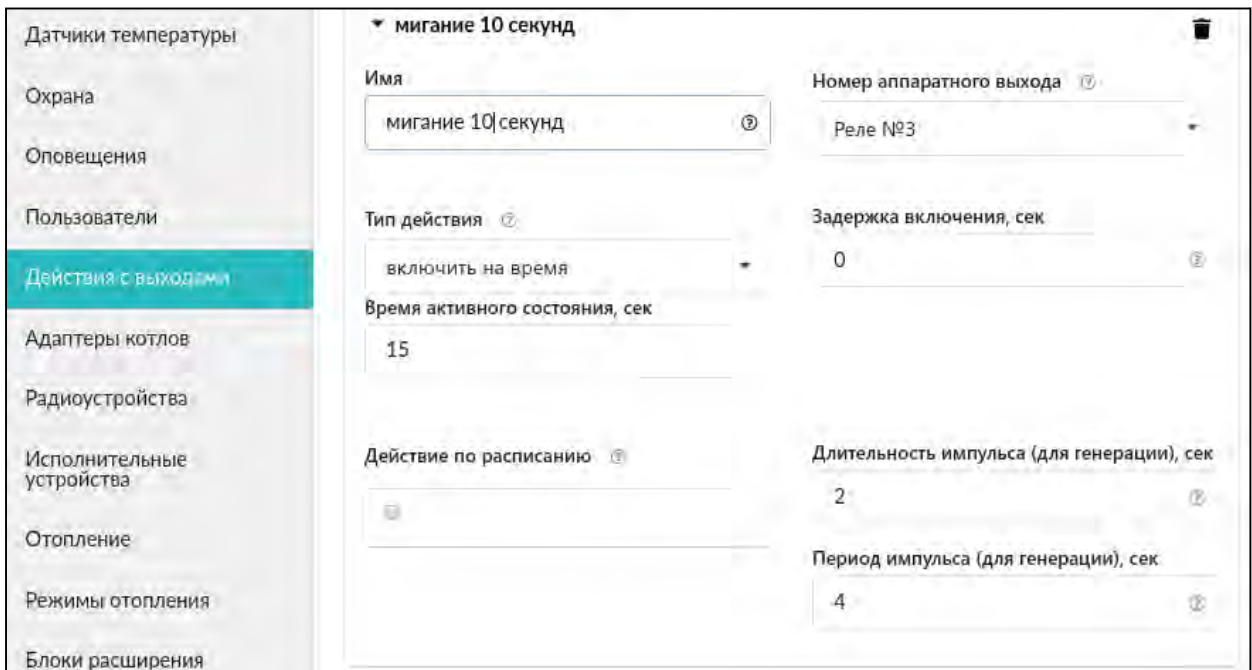 Датчики температуры
Охрана
Оповещения
Пользователи
Действия с выходами
Адаптеры котлов
Радиоустройства
Исполнительные
устройства
Отопление
Режимы отопления
Блоки расширения
мигание 10 секунд
Имя
мигание 10 секунд
Номер аппаратного выхода
Реле №3
Тип действия
включить на время
Задержка включения, сек
0
Время активного состояния, сек
15
Действие по расписанию
Длительность импульса (для генерации), сек
2
Период импульса (для генерации), сек
4